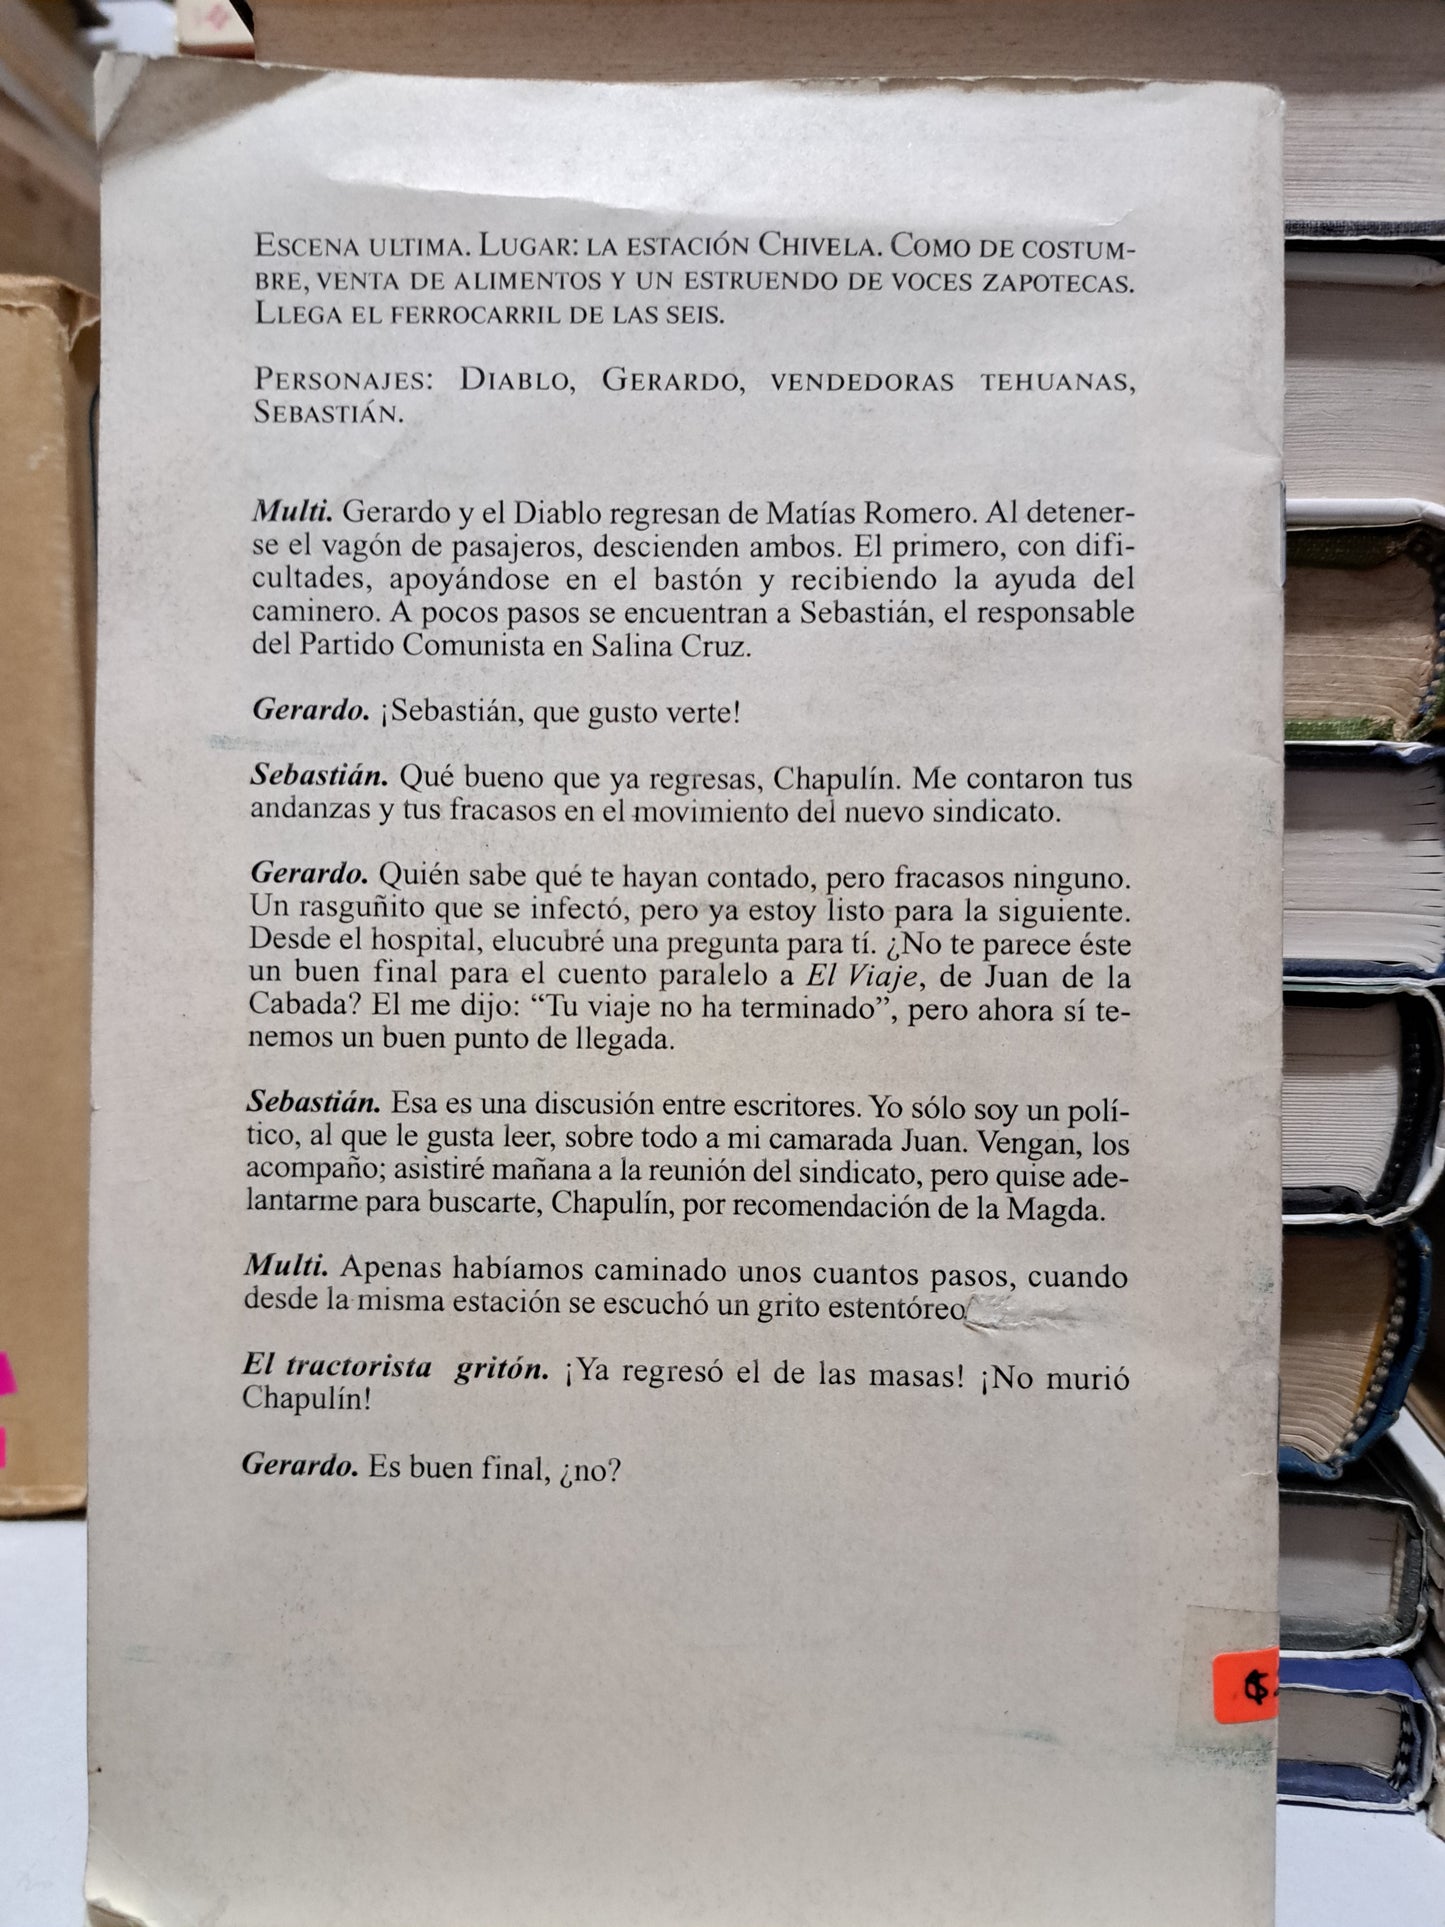 ESCENA ULTIMA. LUGAR: LA ESTACIÓN CHIVELA. COMO DE COSTUM-
BRE, VENTA DE ALIMENTOS Y UN ESTRUENDO DE VOCES ZAPOTECAS.
LLEGA EL FERROCARRIL DE LAS SEIS.
PERSONAJES: DIABLO, GERARDO, VENDEDORAS TEHUANAS,
SEBASTIÁN.
Multi. Gerardo y el Diablo regresan de Matías Romero. Al detener-
se el vagón de pasajeros, descienden ambos. El primero, con difi-
cultades, apoyándose en el bastón y recibiendo la ayuda del
caminero. A pocos pasos se encuentran a Sebastián, el responsable
del Partido Comunista en Salina Cruz.
Gerardo. ¡Sebastián, que gusto verte!
Sebastián. Qué bueno que ya regresas, Chapulín. Me contaron tus
andanzas y tus fracasos en el movimiento del nuevo sindicato.
Gerardo. Quién sabe qué te hayan contado, pero fracasos ninguno.
Un rasguñito que se infectó, pero ya estoy listo para la siguiente.
Desde el hospital, elucubré una pregunta para tí. ¿No te parece éste
un buen final para el cuento paralelo a El Viaje, de Juan de la
Cabada? El me dijo: “Tu viaje no ha terminado”, pero ahora sí te-
nemos un buen punto de llegada.
Sebastián. Esa es una discusión entre escritores. Yo sólo soy un polí-
tico, al que le gusta leer, sobre todo a mi camarada Juan. Vengan, los
acompaño; asistiré mañana a la reunión del sindicato, pero quise ade-
lantarme para buscarte, Chapulín, por recomendación de la Magda.
Multi. Apenas habíamos caminado unos cuantos pasos, cuando
desde la misma estación se escuchó un grito estentóreo
El tractorista gritón. ¡Ya regresó el de las masas! ¡No murió
Chapulín!
Gerardo. Es buen final, ¿no?
$